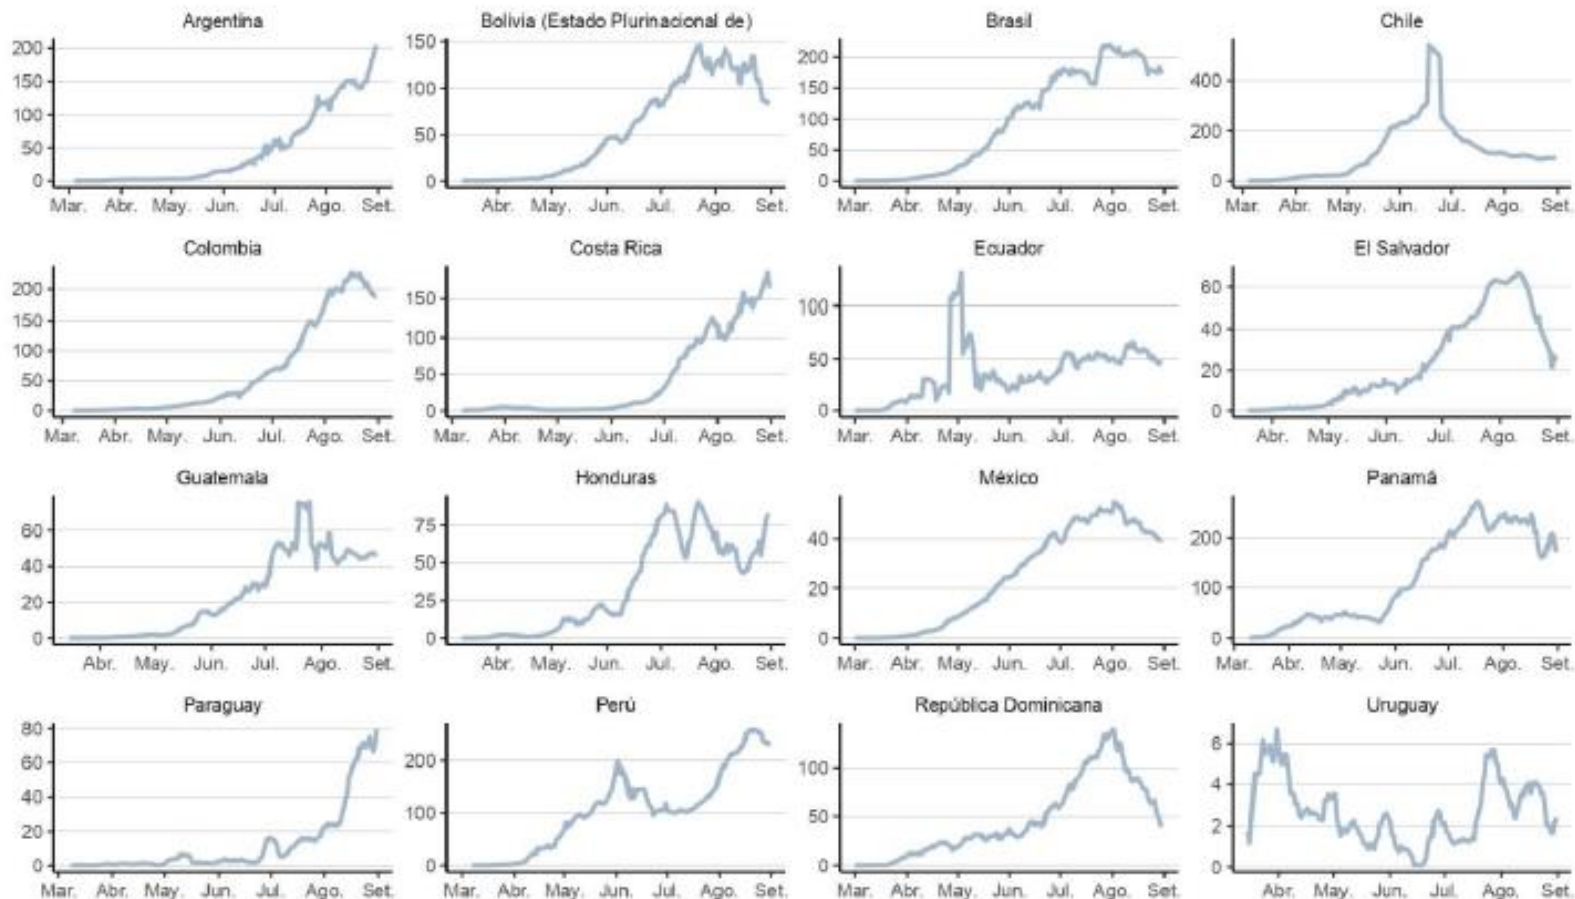 Argentina
200
150
100
50
0
Mar. Abr. May. Jun. Jul. Ago. Set.
Bolivia (Estado Plurinacional de)
150
100
50
0
Abr. May. Jun. Jul. Ago. Set.
Brasil
200
150
100
50
0
Mar. Abr. May. Jun. Jul. Ago. Set.
Chile
400
200
0
Mar. Abr. May. Jun. Jul. Ago. Set.
Colombia
200
150
100
50
0
Mar. Abr. May. Jun. Jul. Ago. Set.
Costa Rica
150
100
50
0
Mar. Abr. May. Jun. Jul. Ago. Set.
Ecuador
100
50
0
Mar. Abr. May. Jun. Jul. Ago. Set.
El Salvador
60
40
20
0
Abr. May. Jun. Jul. Ago. Set.
Guatemala
60
40
20
0
Abr. May. Jun. Jul. Ago. Set.
Honduras
75
50
25
0
Abr. May. Jun. Jul. Ago. Set.
México
40
20
0
Mar. Abr. May. Jun. Jul. Ago. Set.
Panamá
200
100
0
Mar. Abr. May. Jun. Jul. Ago. Set.
Paraguay
80
60
40
20
0
Mar. Abr. May. Jun. Jul. Ago. Set.
Perú
200
100
0
Mar. Abr. May. Jun. Jul. Ago. Set.
República Dominicana
100
50
0
Mar. Abr. May. Jun. Jul. Ago. Set.
Uruguay
6
4
2
0
Abr. May. Jun. Jul. Ago. Set.